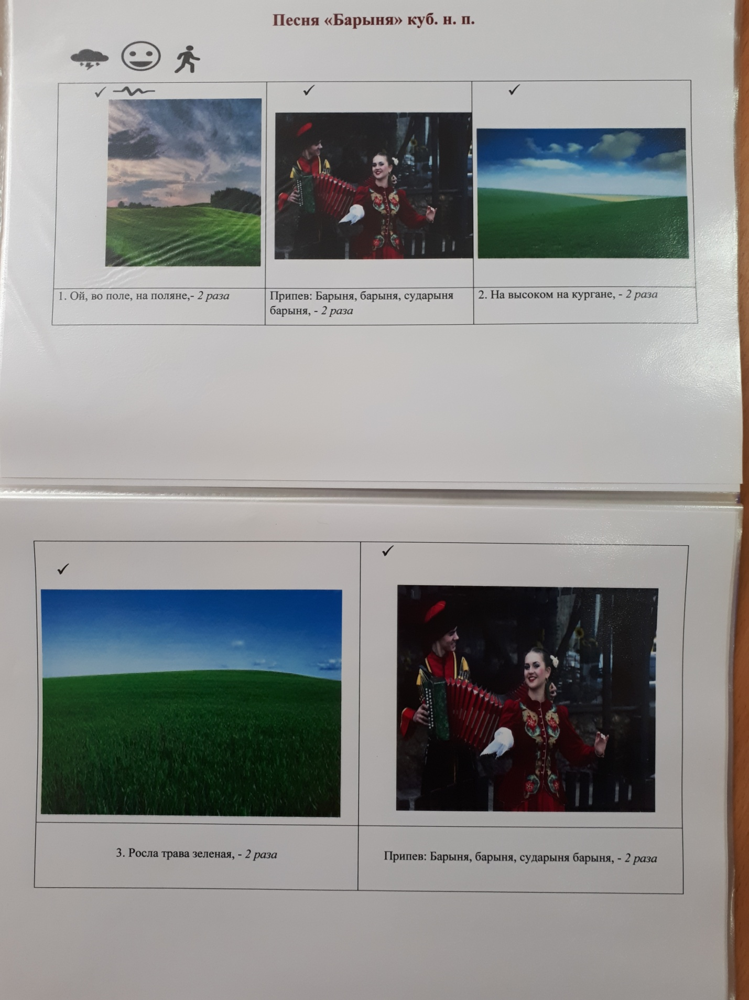 Песня «Барыня» куб. н. п.
1. Ой, во поле, на поляне,- 2 раза
Припев: Барыня, барыня, сударыня
барыня, - 2 раза
2. На высоком на кургане, - 2 раза
3. Росла трава зеленая, - 2 раза
Припев: Барыня, барыня, сударыня барыня, - 2 раза